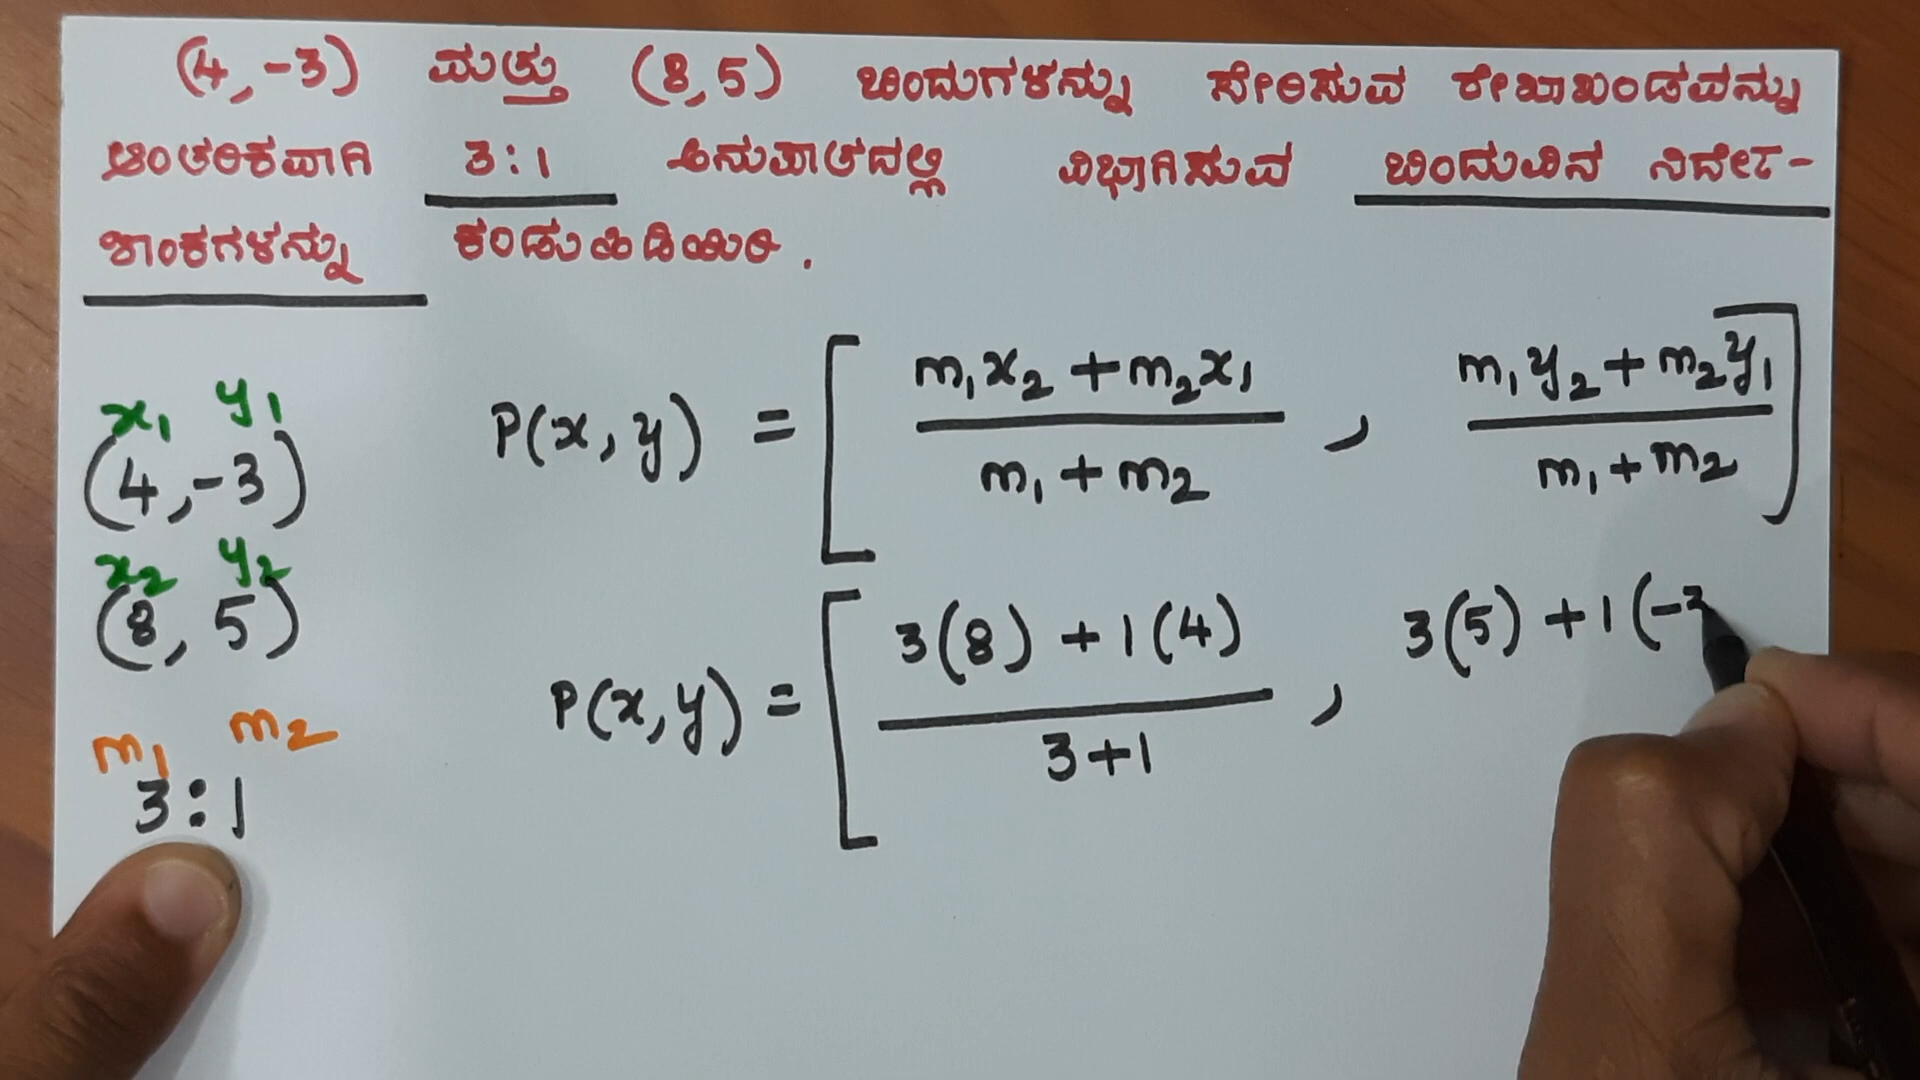 (4, -3) ಮತ್ತು (8, 5) ಬಿಂದುಗಳನ್ನು ಸೇರಿಸುವ ರೇಖಾಖಂಡವನ್ನು
ಆಂತರಿಕವಾಗಿ 3:1 ಅನುಪಾತದಲ್ಲಿ ವಿಭಾಗಿಸುವ ಬಿಂದುವಿನ ನಿರ್ದೇ-
ಶಾಂಕಗಳನ್ನು ಕಂಡುಹಿಡಿಯಿರಿ.
x₁ y₁
(4, -3)
x₂ y₂
(8, 5)
m₁ m₂
3:1
P(x, y) = [ (m₁x₂ + m₂x₁)/(m₁ + m₂) , (m₁y₂ + m₂y₁)/(m₁ + m₂) ]
P(x, y) = [ (3(8) + 1(4))/(3+1) , 3(5) + 1(-3